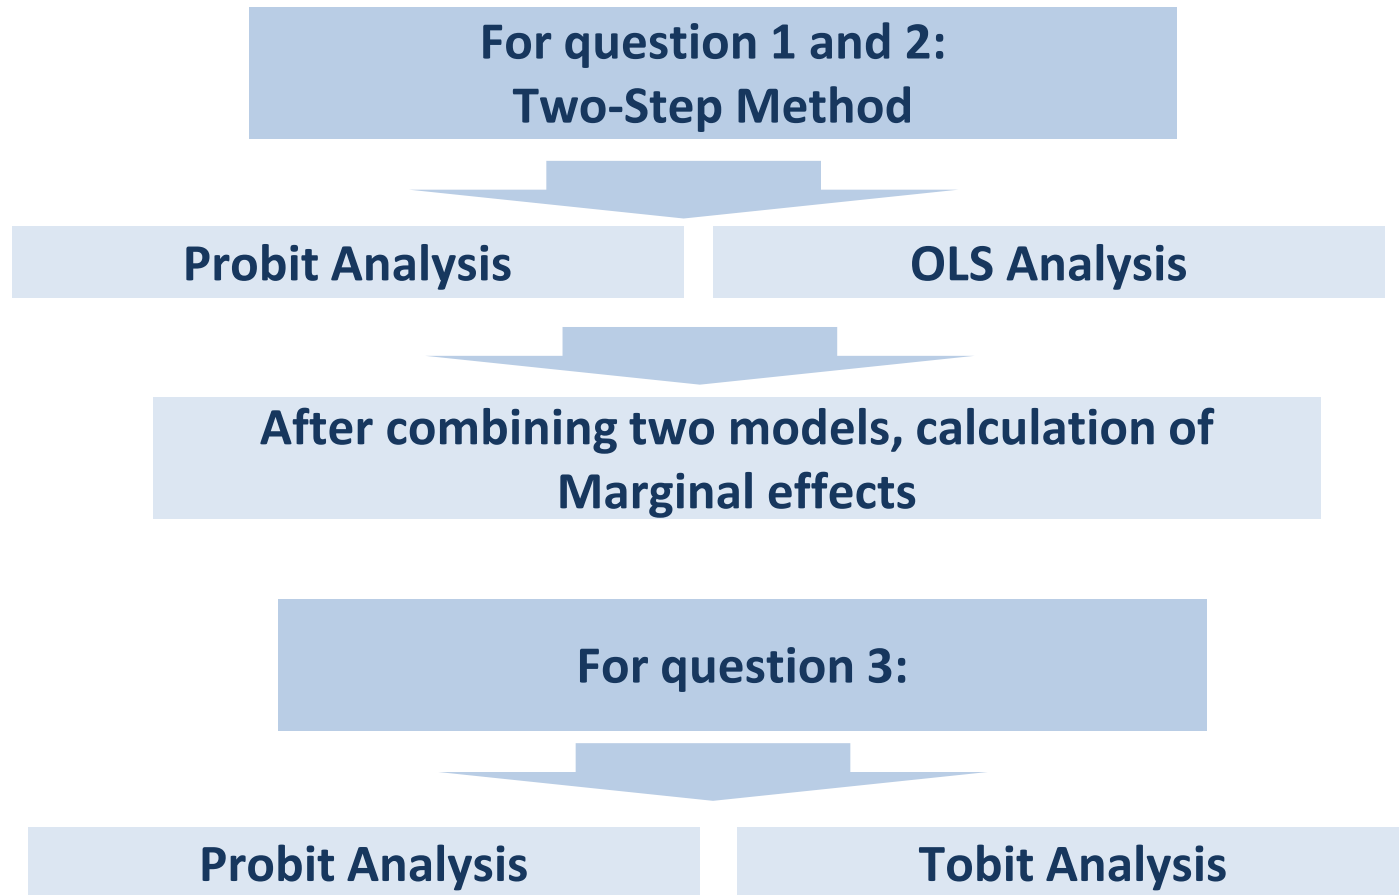 For question 1 and 2:
Two-Step Method
Probit Analysis
OLS Analysis
After combining two models, calculation of
Marginal effects
For question 3:
Probit Analysis
Tobit Analysis